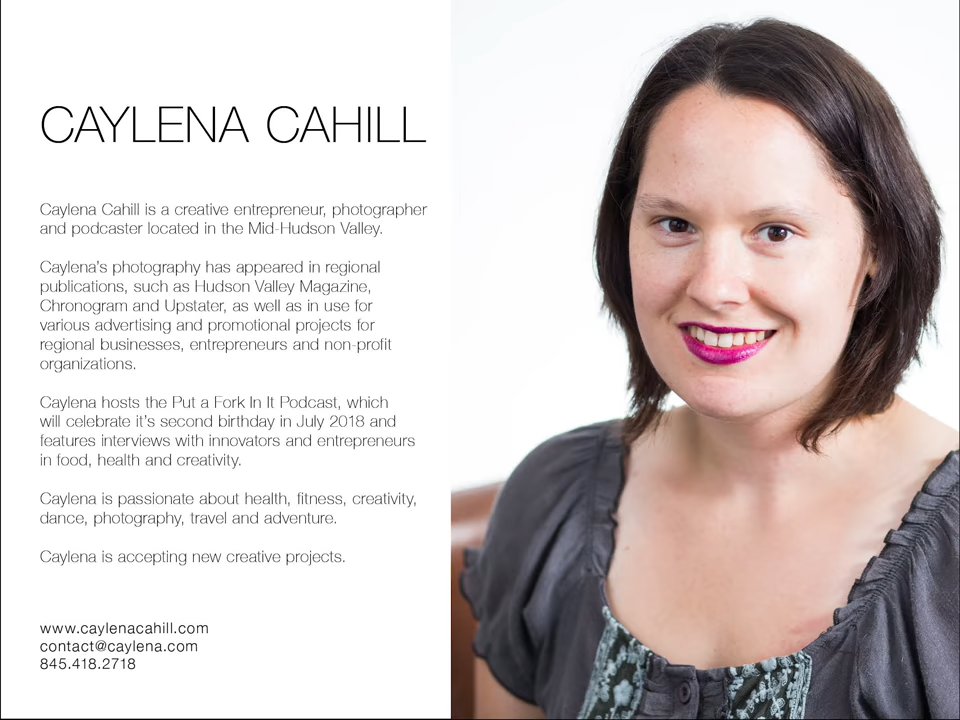 CAYLENA CAHILL
Caylena Cahill is a creative entrepreneur, photographer
and podcaster located in the Mid-Hudson Valley.
Caylena's photography has appeared in regional
publications, such as Hudson Valley Magazine,
Chronogram and Upstater, as well as in use for
various advertising and promotional projects for
regional businesses, entrepreneurs and non-profit
organizations.
Caylena hosts the Put a Fork In It Podcast, which
will celebrate it's second birthday in July 2018 and
features interviews with innovators and entrepreneurs
in food, health and creativity.
Caylena is passionate about health, fitness, creativity,
dance, photography, travel and adventure.
Caylena is accepting new creative projects.
www.caylenacahill.com
contact@caylena.com
845.418.2718